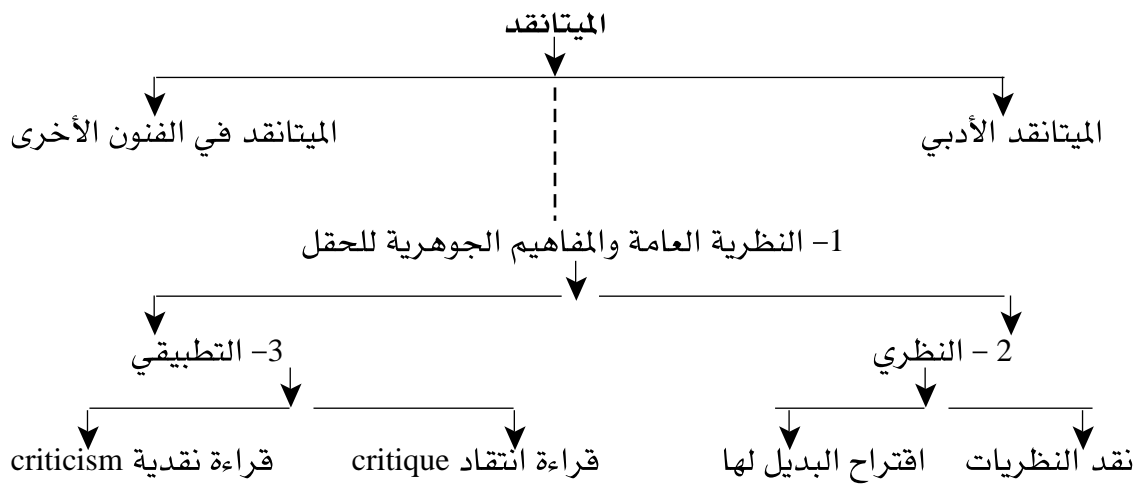 الميتانقد
الميتانقد الأدبي
الميتانقد في الفنون الأخرى
1– النظرية العامة والمفاهيم الجوهرية للحقل
2 – النظري
3– التطبيقي
نقد النظريات
اقتراح البديل لها
قراءة انتقاد critique
قراءة نقدية criticism